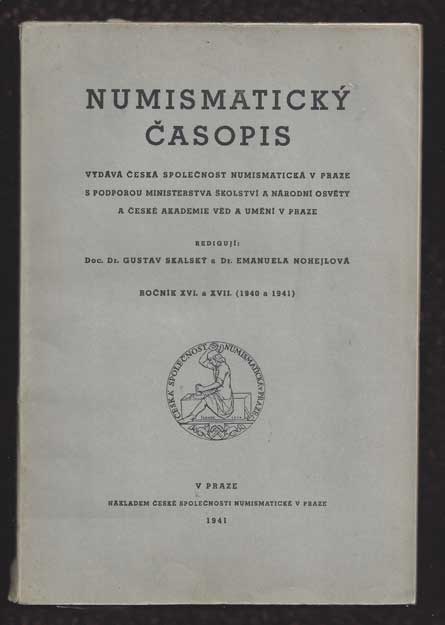 NUMISMATICKÝ
ČASOPIS
VYDÁVÁ ČESKÁ SPOLEČNOST NUMISMATICKÁ V PRAZE
S PODPOROU MINISTERSTVA ŠKOLSTVÍ A NÁRODNÍ OSVĚTY
A ČESKÉ AKADEMIE VĚD A UMĚNÍ V PRAZE
REDIGUJÍ:
Doc. Dr. GUSTAV SKALSKÝ a Dr. EMANUELA NOHEJLOVÁ
ROČNÍK XVI. a XVII. (1940 a 1941)
ČESKÁ SPOLEČNOST NUMISMATICKÁ V PRAZE
V PRAZE
NÁKLADEM ČESKÉ SPOLEČNOSTI NUMISMATICKÉ V PRAZE
1941